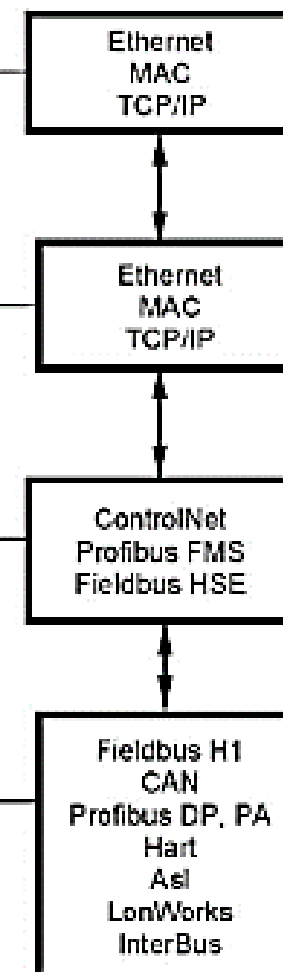 Ethernet
MAC
TCP/IP
Ethernet
MAC
TCP/IP
ControlNet
Profibus FMS
Fieldbus HSE
Fieldbus H1
CAN
Profibus DP, PA
Hart
AsI
LonWorks
InterBus